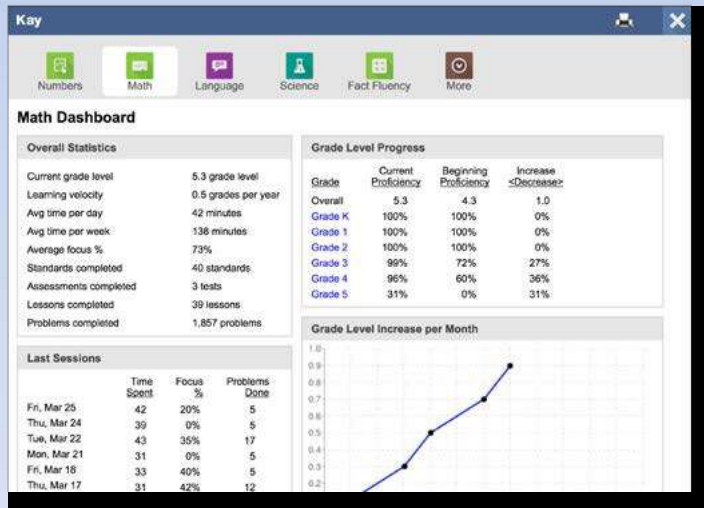 Kay
Numbers
Math
Language
Science
Fact Fluency
More
Math Dashboard
Overall Statistics
Current grade level 5.3 grade level
Learning velocity 0.5 grades per year
Avg time per day 42 minutes
Avg time per week 138 minutes
Average focus % 73%
Standards completed 40 standards
Assessments completed 3 tests
Lessons completed 39 lessons
Problems completed 1,857 problems
Last Sessions
Time Spent Focus % Problems Done
Fri, Mar 25 42 20% 5
Thu, Mar 24 39 0% 5
Tue, Mar 22 43 35% 17
Mon, Mar 21 31 0% 5
Fri, Mar 18 33 40% 5
Thu, Mar 17 31 42% 12
Grade Level Progress
Grade Current Proficiency Beginning Proficiency Increase <Decrease>
Overall 5.3 4.3 1.0
Grade K 100% 100% 0%
Grade 1 100% 100% 0%
Grade 2 100% 100% 0%
Grade 3 99% 72% 27%
Grade 4 96% 60% 36%
Grade 5 31% 0% 31%
Grade Level Increase per Month
1.0
0.9
0.8
0.7
0.6
0.5
0.4
0.3
0.2